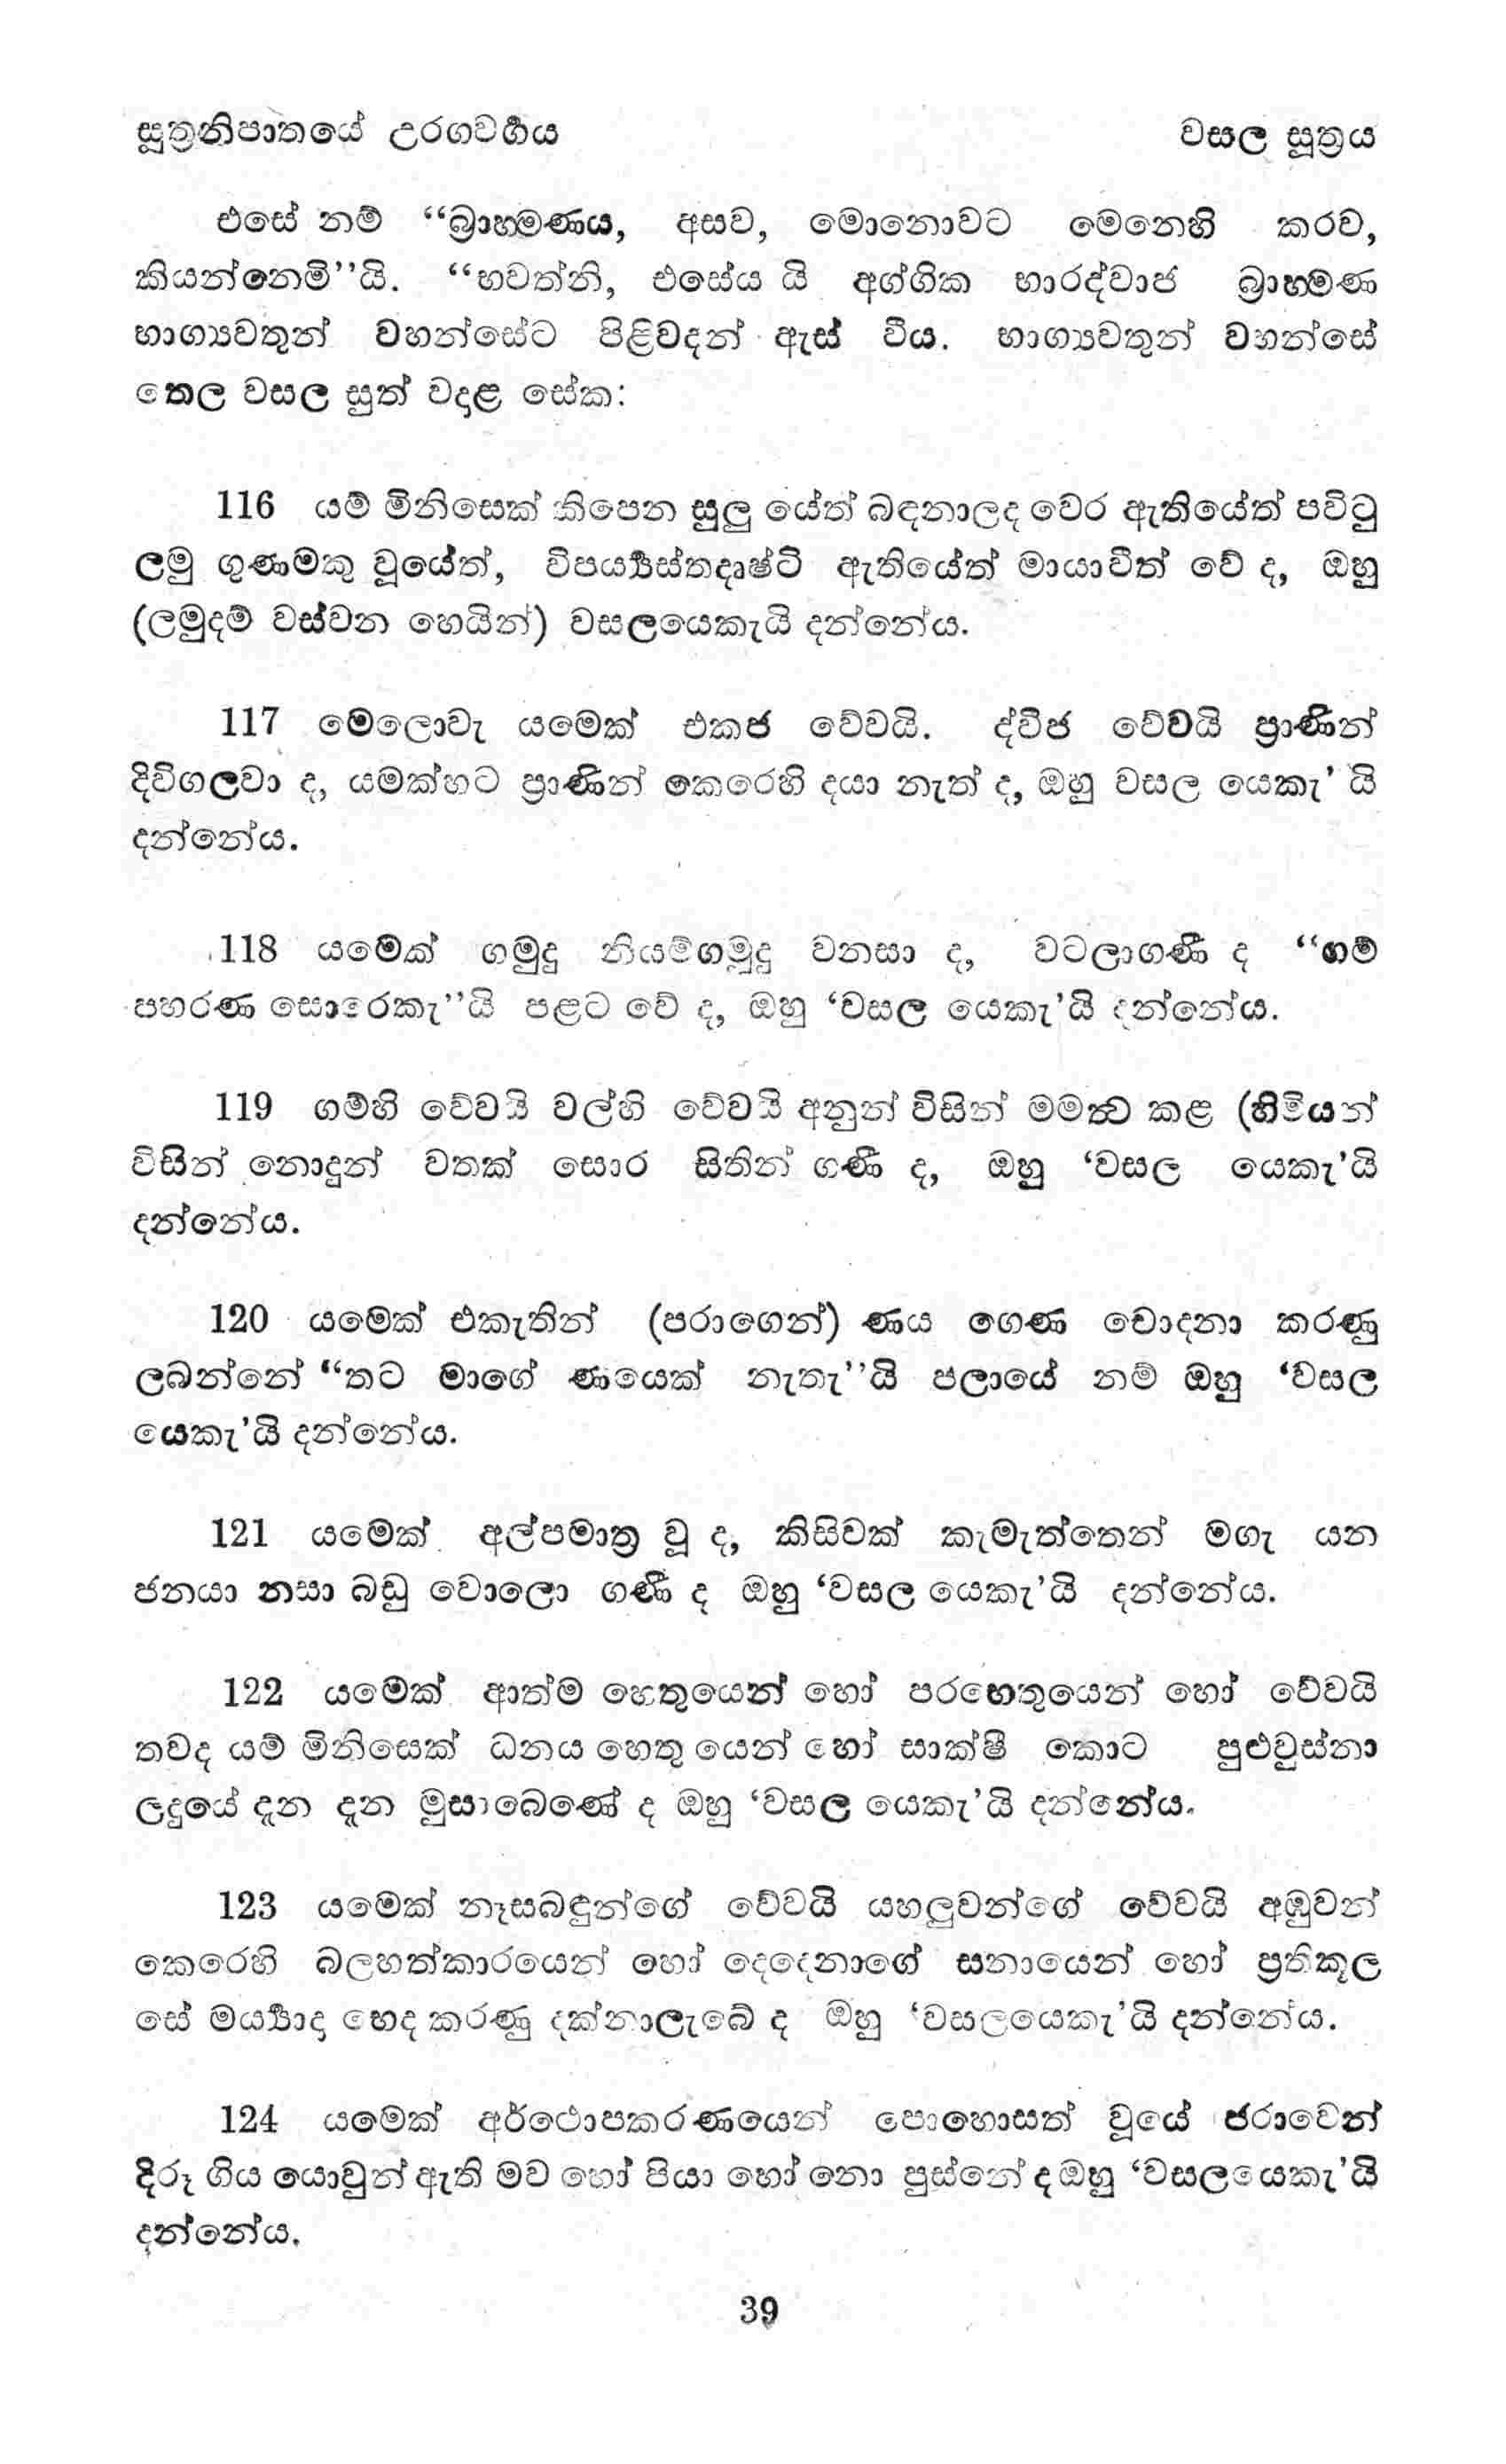 සූත්‍රනිපාතයේ උරගවර්‍ගය වසල සූත්‍රය
එසේ නම් “බ්‍රාහ්මණය, අසව, මොනොවට මෙනෙහි කරව,
කියන්නෙමි”යි. “භවත්නි, එසේය යි අග්ගික භාරද්වාජ බ්‍රාහ්මණ
භාග්‍යවතුන් වහන්සේට පිළිවදන් ඇස් වීය. භාග්‍යවතුන් වහන්සේ
තෙල වසල සුත් වදාළ සේක:
116 යම් මිනිසෙක් කිපෙන සුලු යේත් බඳනාලද වෙර ඇතියේත් පවිටු
ලමු ගුණමකු වූයේත්, විපර්‍ය්‍යස්තදෘෂ්ටි ඇතියේත් මායාවීත් වේ ද, ඔහු
(ලමුදම් වස්වන හෙයින්) වසලයෙකැයි දන්නේය.
117 මෙලොවැ යමෙක් එකජ වේවයි. ද්විජ වේවයි ප්‍රාණීන්
දිවිගලවා ද, යමක්හට ප්‍රාණීන් කෙරෙහි දයා නැත් ද, ඔහු වසල යෙකැ’ යි
දන්නේය.
118 යමෙක් ගමුදු නියම්ගමුදු වනසා ද, වටලාගණී ද “ගම්
පහරණ සොරෙකැ”යි පළට වේ ද, ඔහු ‘වසල යෙකැ’යි දන්නේය.
119 ගම්හි වේවයි වල්හි වේවයි අනුන් විසින් මමත්‍ව කළ (හිමියන්
විසින් නොදුන් වතක් සොර සිතින් ගණී ද, ඔහු ‘වසල යෙකැ’යි
දන්නේය.
120 යමෙක් එකැතින් (පරාගෙන්) ණය ගෙණ චොදනා කරණු
ලබන්නේ “තට මාගේ ණයෙක් නැතැ”යි පලායේ නම් ඔහු ‘වසල
යෙකැ’යි දන්නේය.
121 යමෙක් අල්පමාත්‍ර වූ ද, කිසිවක් කැමැත්තෙන් මගැ යන
ජනයා නසා බඩු වොලො ගණී ද ඔහු ‘වසල යෙකැ’යි දන්නේය.
122 යමෙක් ආත්ම හෙතුයෙන් හෝ පරහෙතුයෙන් හෝ වේවයි
තවද යම් මිනිසෙක් ධනය හෙතු යෙන් හෝ සාක්ෂි කොට පුළුවුස්නා
ලදුයේ දැන දැන මුසාබෙණේ ද ඔහු ‘වසල යෙකැ’යි දන්නේය.
123 යමෙක් නෑසබඳුන්ගේ වේවයි යහලුවන්ගේ වේවයි අඹුවන්
කෙරෙහි බලහත්කාරයෙන් හෝ දෙදෙනාගේ සනායෙන් හෝ ප්‍රතිකූල
සේ මර්‍ය්‍යාදා භෙද කරණු දක්නාලැබේ ද ඔහු ‘වසලයෙකැ’යි දන්නේය.
124 යමෙක් අර්ථොපකරණයෙන් පොහොසත් වූයේ ජරාවෙන්
දිරූ ගිය යොවුන් ඇති මව හෝ පියා හෝ නො පුස්නේ ද ඔහු ‘වසලයෙකැ’යි
දන්නේය.
39